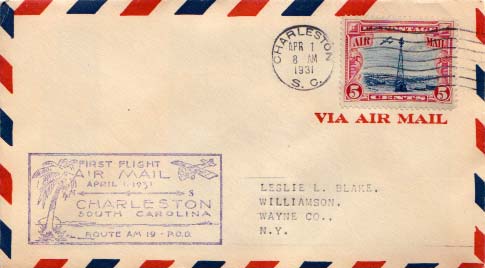 CHARLESTON
APR 1
8 AM
1931
S. C.
U.S. POSTAGE
AIR MAIL
5 5
CENTS
VIA AIR MAIL
FIRST FLIGHT
AIR MAIL
APRIL 1, 1931
N S
CHARLESTON
SOUTH CAROLINA
ROUTE AM 19 - P.O.D.
LESLIE L. BLAKE,
WILLIAMSON,
WAYNE CO.,
N.Y.